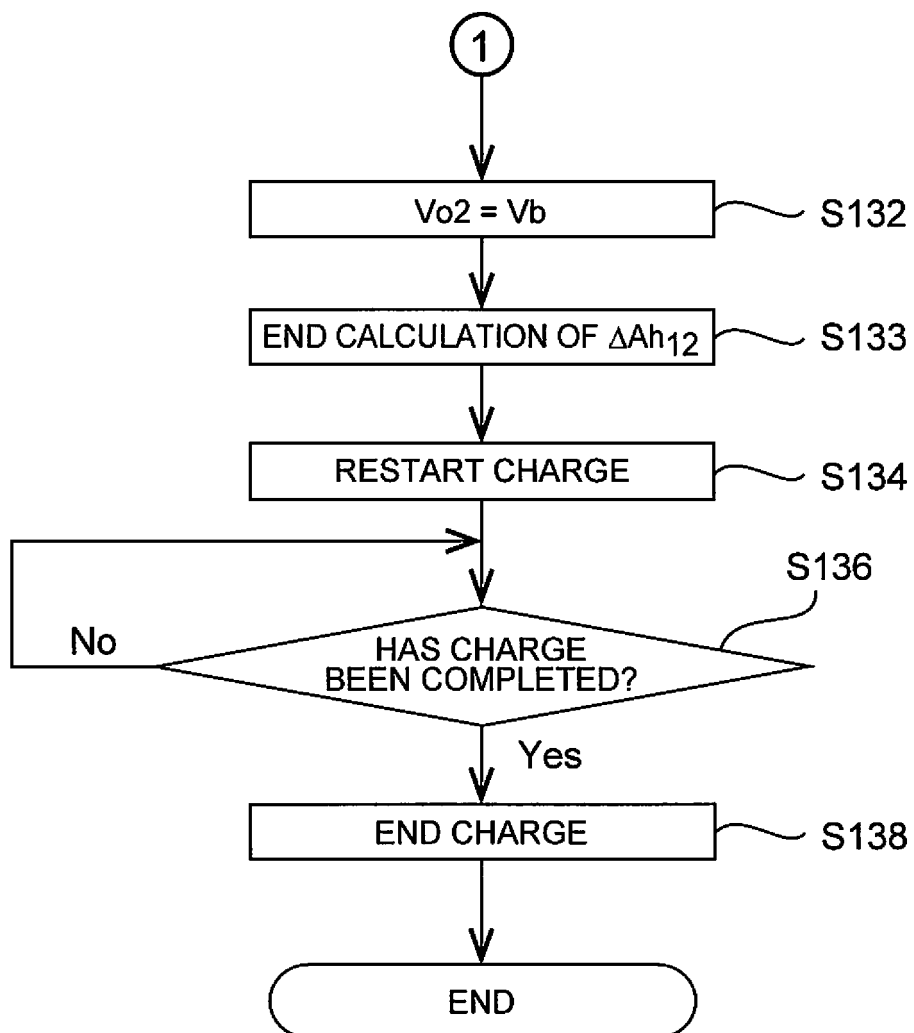 1
Vo2 = Vb
S132
END CALCULATION OF ΔAh12
S133
RESTART CHARGE
S134
S136
No
HAS CHARGE
BEEN COMPLETED?
Yes
END CHARGE
S138
END